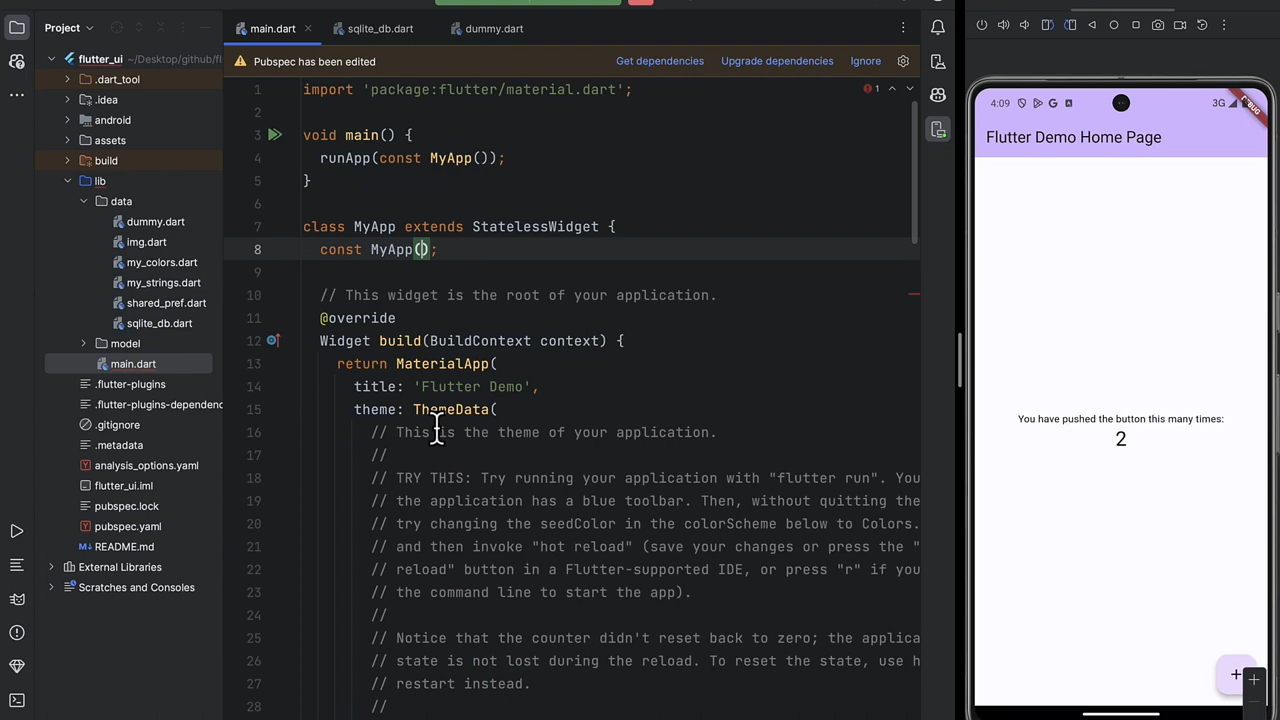 Project
main.dart
sqlite_db.dart
dummy.dart
Pubspec has been edited
Get dependencies
Upgrade dependencies
Ignore
flutter_ui ~/Desktop/github/fl
.dart_tool
.idea
android
assets
build
lib
data
dummy.dart
img.dart
my_colors.dart
my_strings.dart
shared_pref.dart
sqlite_db.dart
model
main.dart
.flutter-plugins
.flutter-plugins-dependenc
.gitignore
.metadata
analysis_options.yaml
flutter_ui.iml
pubspec.lock
pubspec.yaml
README.md
External Libraries
Scratches and Consoles
1 import 'package:flutter/material.dart';
2
3 void main() {
4 runApp(const MyApp());
5 }
6
7 class MyApp extends StatelessWidget {
8 const MyApp();
9
10 // This widget is the root of your application.
11 @override
12 Widget build(BuildContext context) {
13 return MaterialApp(
14 title: 'Flutter Demo',
15 theme: ThemeData(
16 // This is the theme of your application.
17 //
18 // TRY THIS: Try running your application with "flutter run". You
19 // the application has a blue toolbar. Then, without quitting the
20 // try changing the seedColor in the colorScheme below to Colors.
21 // and then invoke "hot reload" (save your changes or press the "
22 // reload" button in a Flutter-supported IDE, or press "r" if you
23 // the command line to start the app).
24 //
25 // Notice that the counter didn't reset back to zero; the applica
26 // state is not lost during the reload. To reset the state, use h
27 // restart instead.
28 //
1
4:09
3G
DEBUG
Flutter Demo Home Page
You have pushed the button this many times:
2
+